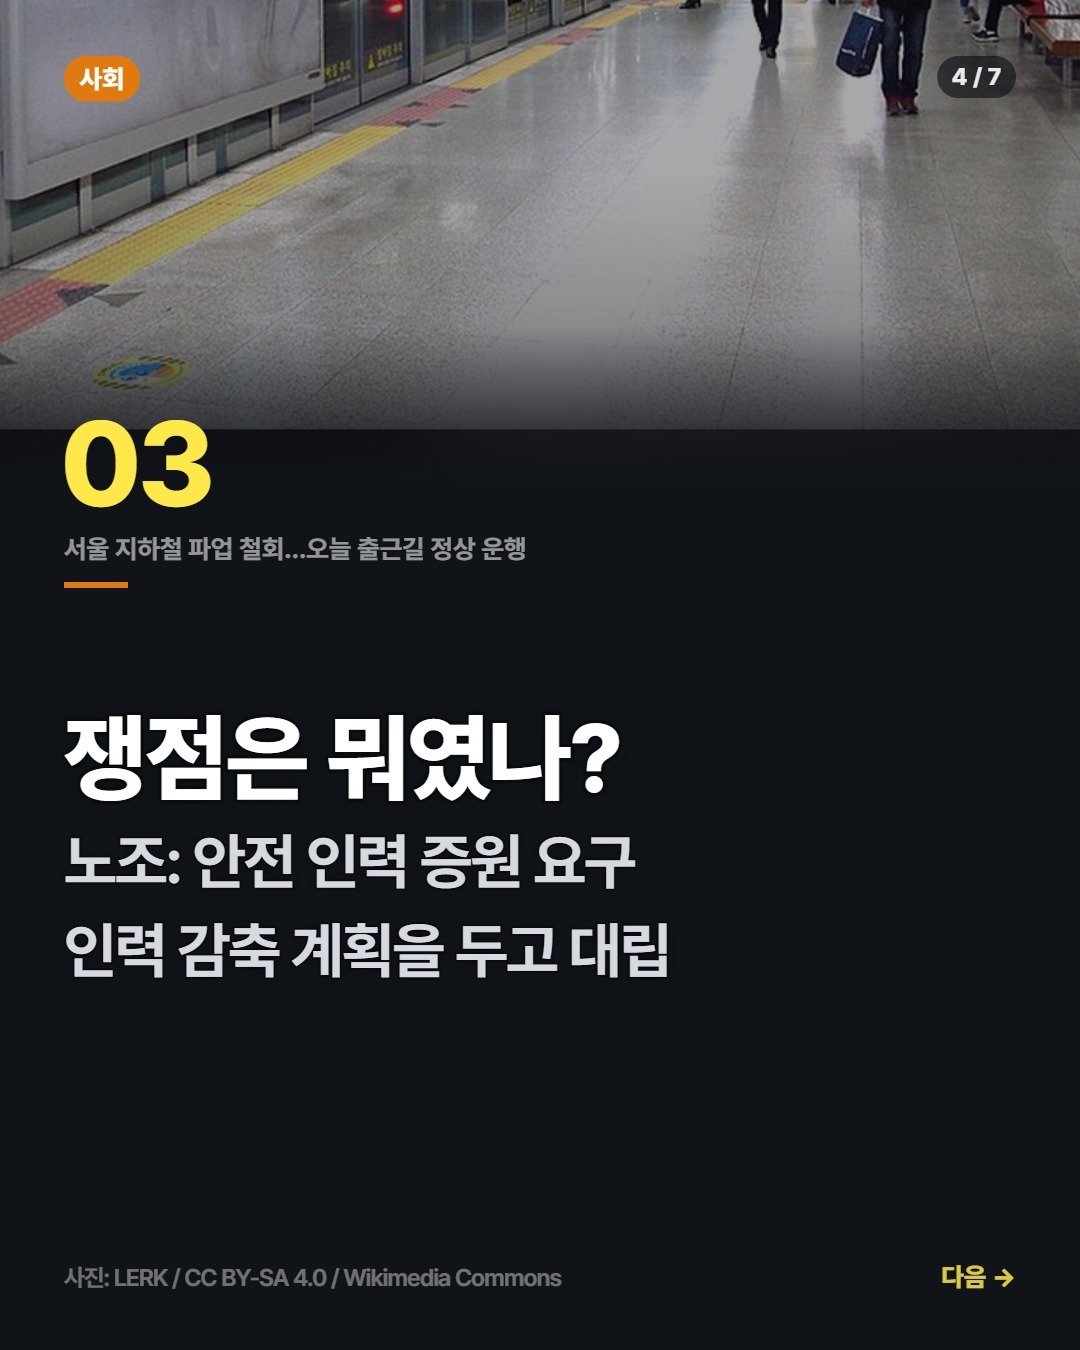 사회
4 / 7
03
서울 지하철 파업 철회...오늘 출근길 정상 운행
쟁점은 뭐였나?
노조: 안전 인력 증원 요구
인력 감축 계획을 두고 대립
사진: LERK / CC BY-SA 4.0 / Wikimedia Commons
다음 →